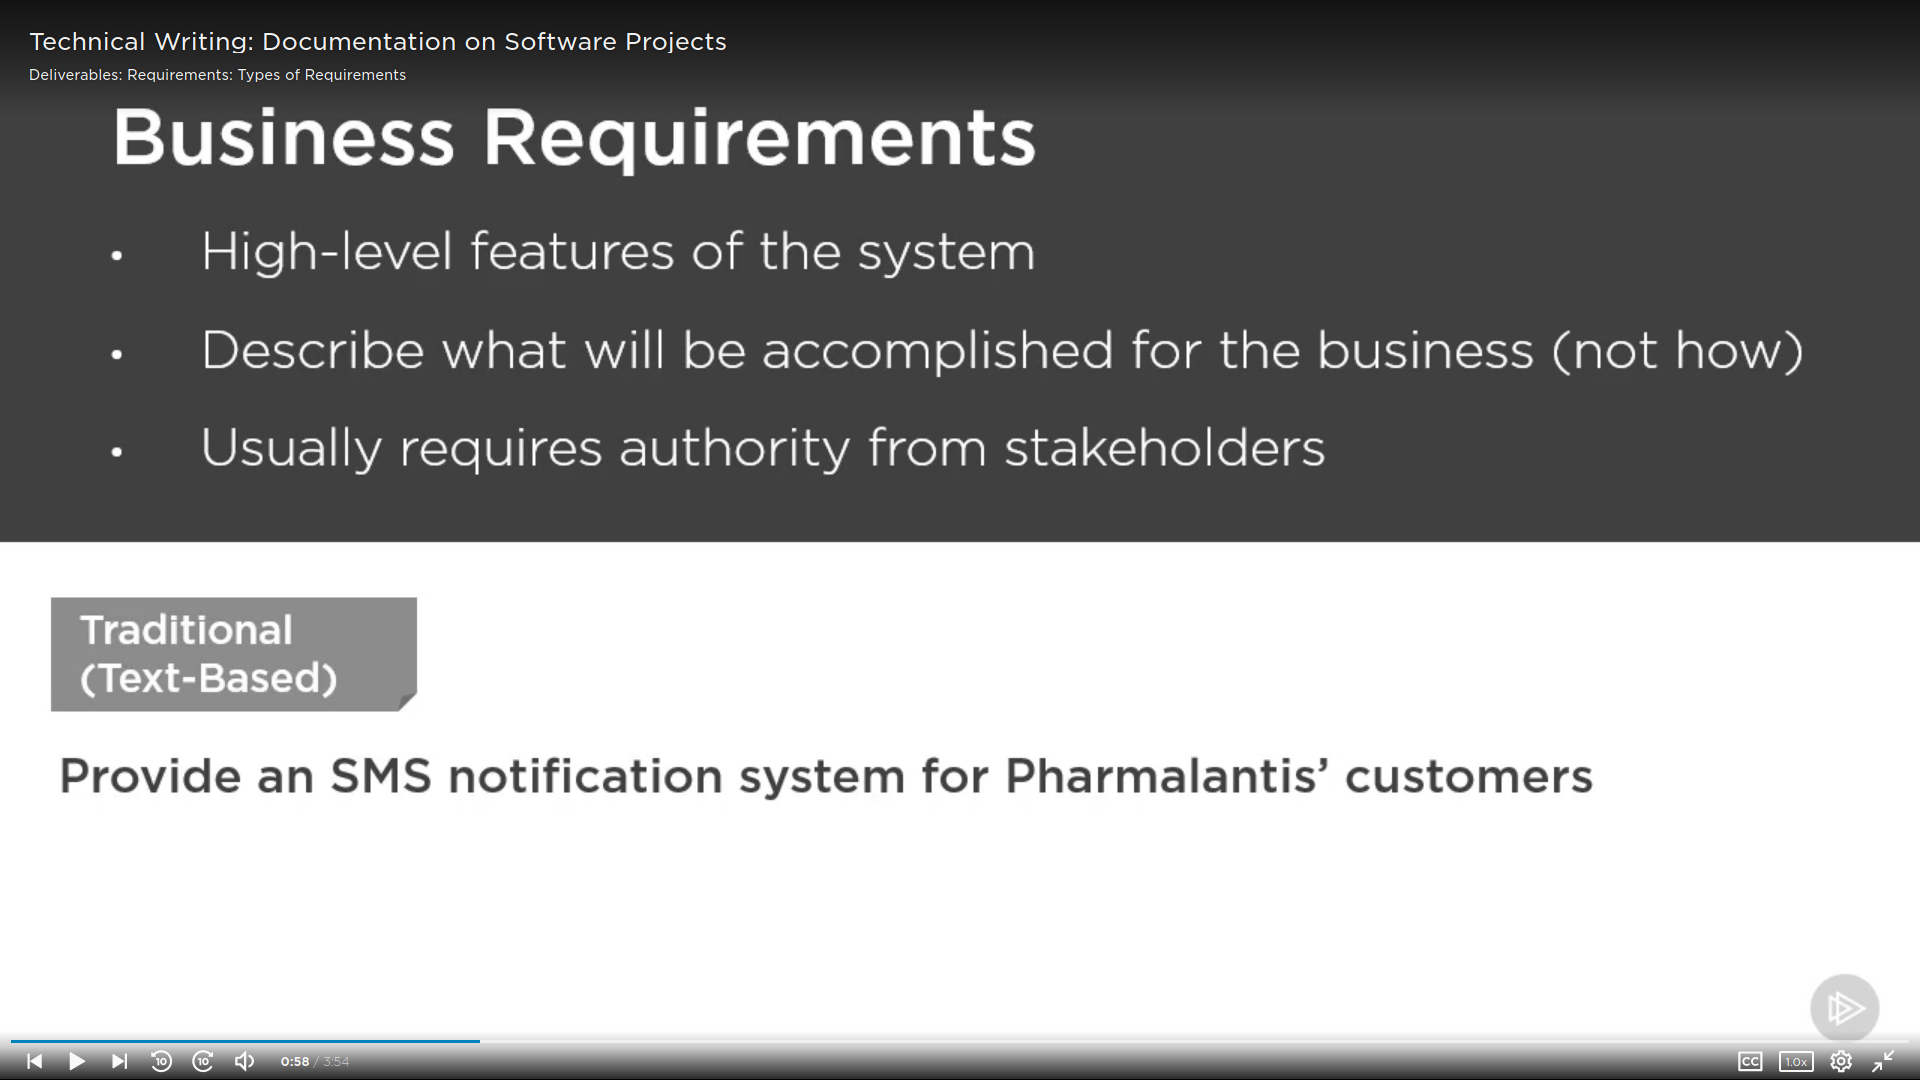 Technical Writing: Documentation on Software Projects
Deliverables: Requirements: Types of Requirements
Business Requirements
• High-level features of the system
• Describe what will be accomplished for the business (not how)
• Usually requires authority from stakeholders
Traditional
(Text-Based)
Provide an SMS notification system for Pharmalantis’ customers
10 10 0:58 / 3:54 CC 1.0x